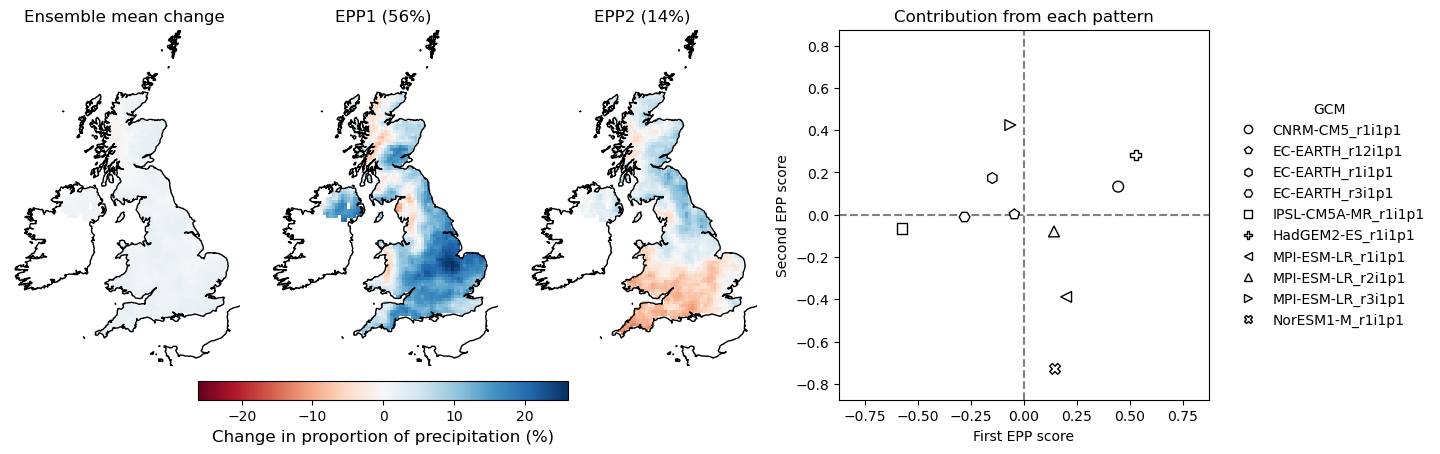 Ensemble mean change
EPP1 (56%)
EPP2 (14%)
−20 −10 0 10 20
Change in proportion of precipitation (%)
Contribution from each pattern
Second EPP score
0.8
0.6
0.4
0.2
0.0
−0.2
−0.4
−0.6
−0.8
−0.75 −0.50 −0.25 0.00 0.25 0.50 0.75
First EPP score
GCM
CNRM-CM5_r1i1p1
EC-EARTH_r12i1p1
EC-EARTH_r1i1p1
EC-EARTH_r3i1p1
IPSL-CM5A-MR_r1i1p1
HadGEM2-ES_r1i1p1
MPI-ESM-LR_r1i1p1
MPI-ESM-LR_r2i1p1
MPI-ESM-LR_r3i1p1
NorESM1-M_r1i1p1